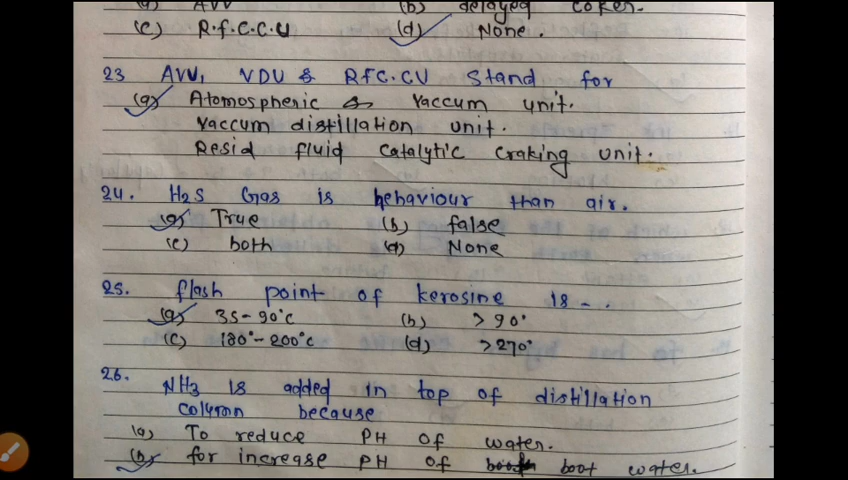 (a) AVV (b) delayed coker.
(c) R.f.C.C.U (d) None.
23 AVU, VDU & RFC.CU Stand for
(a) Atomospheric & Vaccum unit.
Vaccum distillation unit.
Resid fluid catalytic craking unit.
24. H2S Gas is behaviour than air.
(a) True (b) false
(c) both (d) None
25. flash point of kerosine is -.
(a) 35-90°C (b) >90°
(c) 180°-200°C (d) >270°
26. NH3 is added in top of distillation
column because
(a) To reduce PH of water.
(b) for increase PH of boot water.